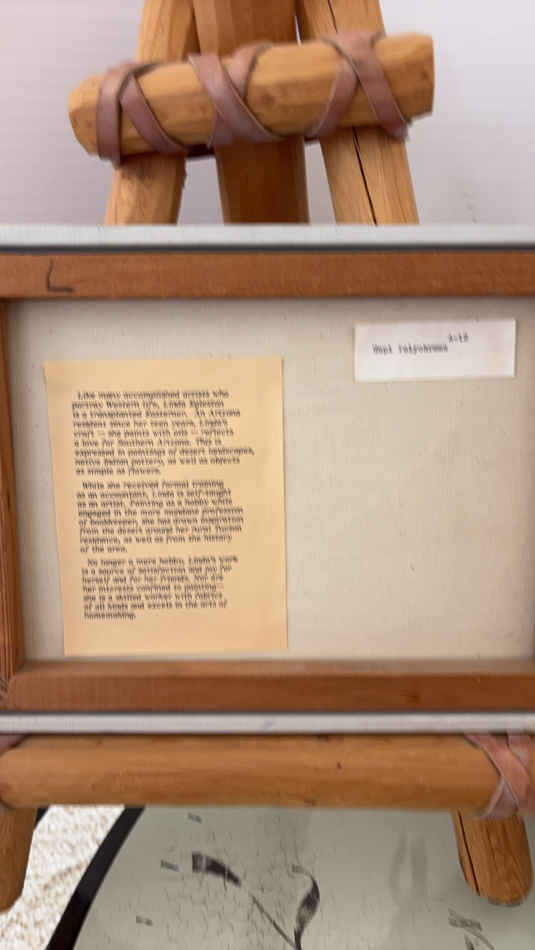 Like many accomplished artists who
portray Western life, Linda Egleston
is a transplanted Easterner. An Arizona
resident since her teen years, Linda's
craft -- she paints with oils -- reflects
a love for Southern Arizona. This is
expressed in paintings of desert landscapes,
native Indian pottery, as well as objects
as simple as flowers.
While she received formal training
as an accountant, Linda is self-taught
as an artist. Painting as a hobby while
engaged in the more mundane profession
of bookkeeper, she has drawn inspiration
from the desert around her rural Tucson
residence, as well as from the history
of the area.
No longer a mere hobby, Linda's work
is a source of satisfaction and joy for
herself and for her friends. Nor are
her interests confined to painting--
she is a skilled worker with fabrics
of all kinds and excels in the arts of
homemaking.
Hopi Polychrome